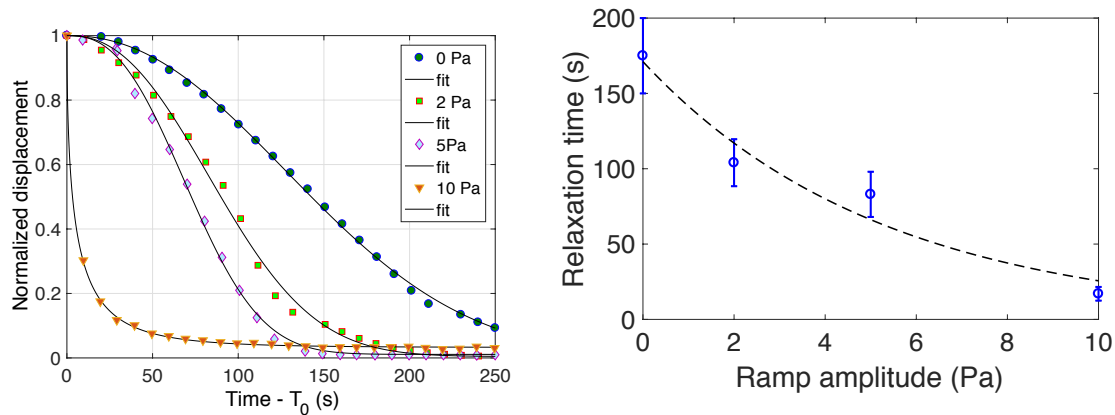 Normalized displacement
1
0.8
0.6
0.4
0.2
0
0
50
100
150
200
250
Time - T0 (s)
0 Pa
fit
2 Pa
fit
5Pa
fit
10 Pa
fit
Relaxation time (s)
200
150
100
50
0
0
2
4
6
8
10
Ramp amplitude (Pa)